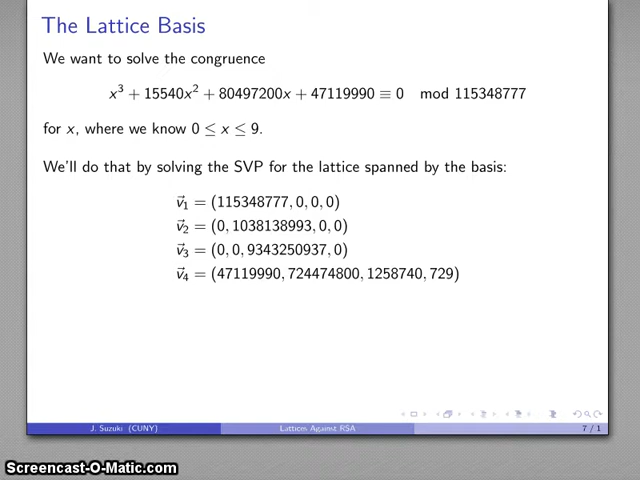 The Lattice Basis
We want to solve the congruence
x³ + 15540x² + 80497200x + 47119990 ≡ 0 mod 115348777
for x, where we know 0 ≤ x ≤ 9.
We'll do that by solving the SVP for the lattice spanned by the basis:
v⃗₁ = (115348777, 0, 0, 0)
v⃗₂ = (0, 1038138993, 0, 0)
v⃗₃ = (0, 0, 9343250937, 0)
v⃗₄ = (47119990, 724474800, 1258740, 729)
J. Suzuki (CUNY) Lattices Against RSA 7 / 1
Screencast-O-Matic.com